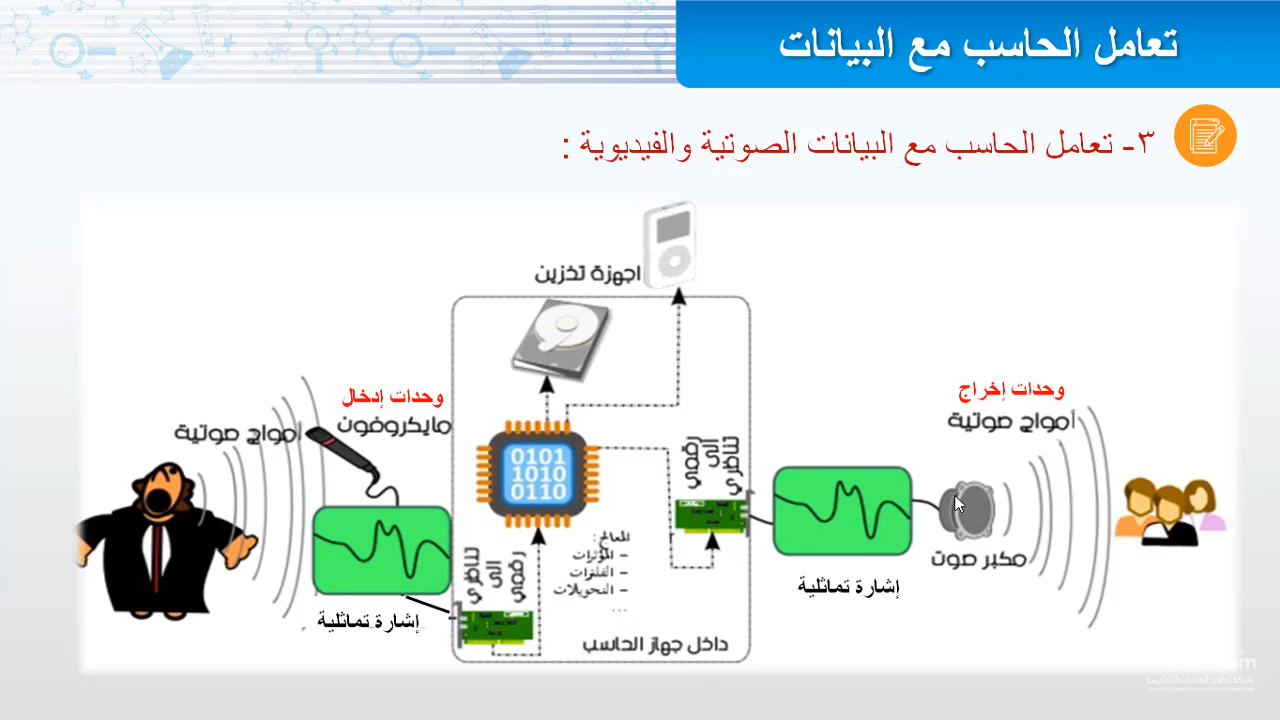 تعامل الحاسب مع البيانات
٣- تعامل الحاسب مع البيانات الصوتية والفيديوية :
اجهزة تخزين
وحدات إخراج
أمواج صوتية
وحدات إدخال
مايكروفون
أمواج صوتية
رقمي
الى
تناظري
0101
1010
0110
المعالج :
– المؤثرات
– الفلترات
– التحويلات
...
تناظري
الى
رقمي
مكبر صوت
إشارة تماثلية
إشارة تماثلية
داخل جهاز الحاسب